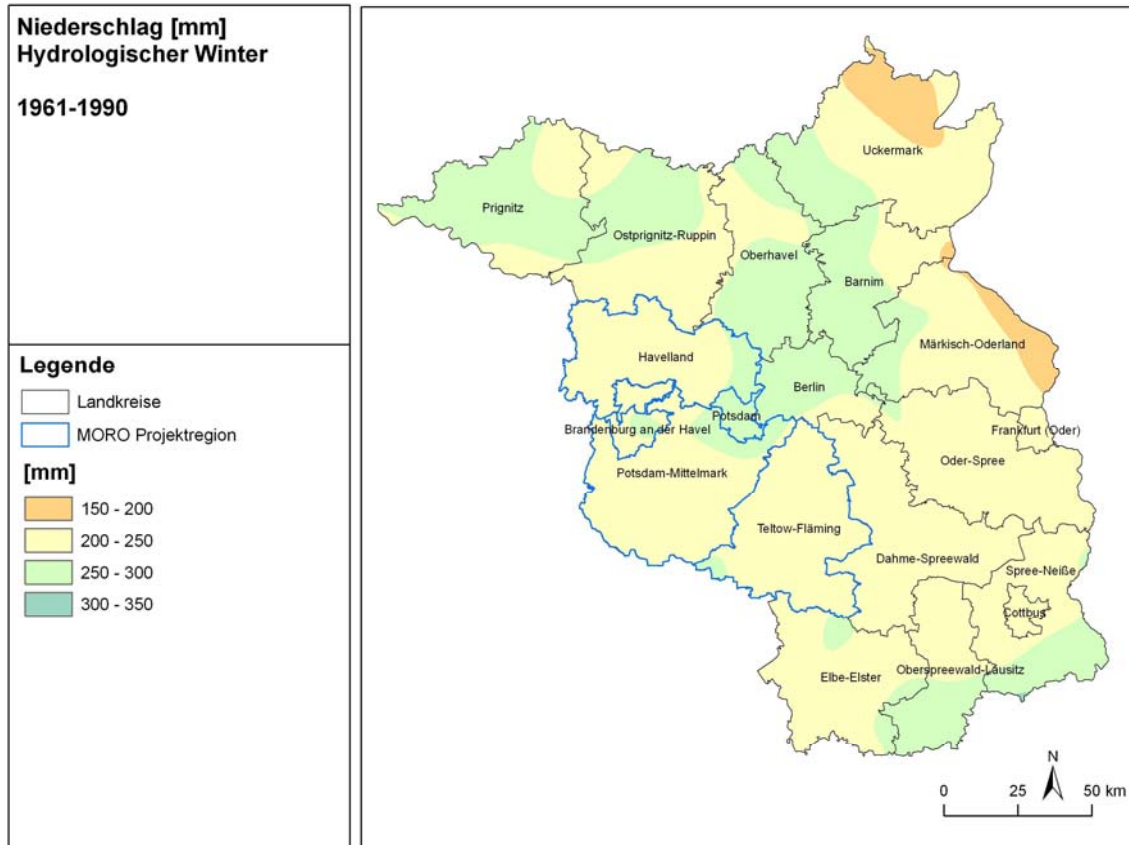 Niederschlag [mm]
Hydrologischer Winter
1961-1990
Legende
Landkreise
MORO Projektregion
[mm]
150 - 200
200 - 250
250 - 300
300 - 350
Uckermark
Prignitz
Ostprignitz-Ruppin
Oberhavel
Barnim
Märkisch-Oderland
Havelland
Berlin
Potsdam
Brandenburg an der Havel
Frankfurt (Oder)
Oder-Spree
Potsdam-Mittelmark
Teltow-Fläming
Dahme-Spreewald
Spree-Neiße
Cottbus
Oberspreewald-Lausitz
Elbe-Elster
N
0 25 50 km